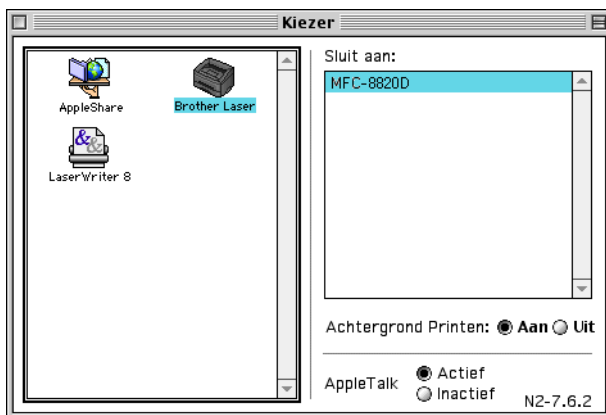 Kiezer
AppleShare
Brother Laser
LaserWriter 8
Sluit aan:
MFC-8820D
Achtergrond Printen: Aan Uit
AppleTalk
Actief
Inactief
N2-7.6.2